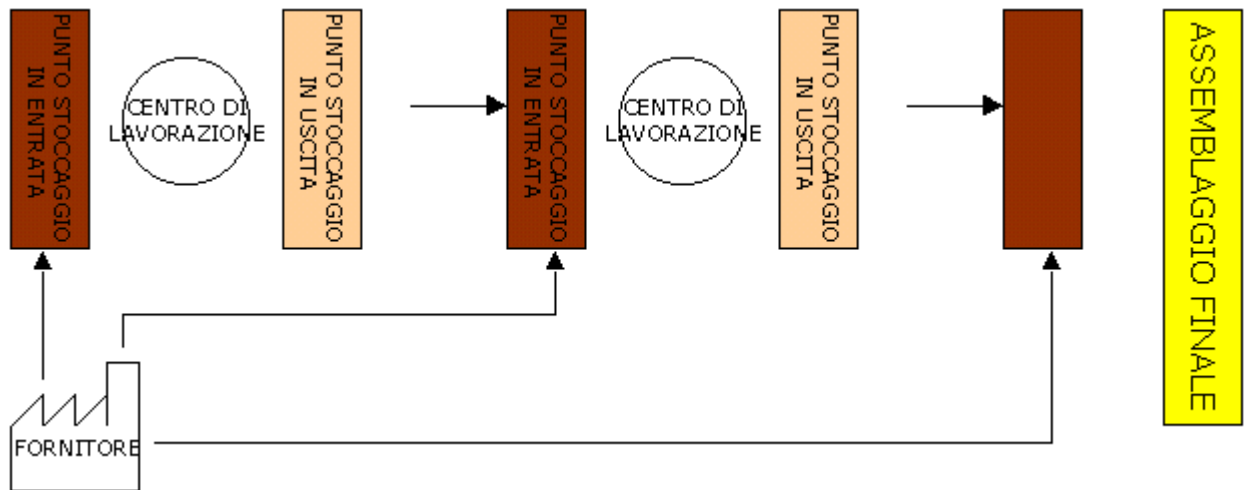 PUNTO STOCCAGGIO
IN ENTRATA
CENTRO DI
LAVORAZIONE
PUNTO STOCCAGGIO
IN USCITA
PUNTO STOCCAGGIO
IN ENTRATA
CENTRO DI
LAVORAZIONE
PUNTO STOCCAGGIO
IN USCITA
ASSEMBLAGGIO FINALE
FORNITORE